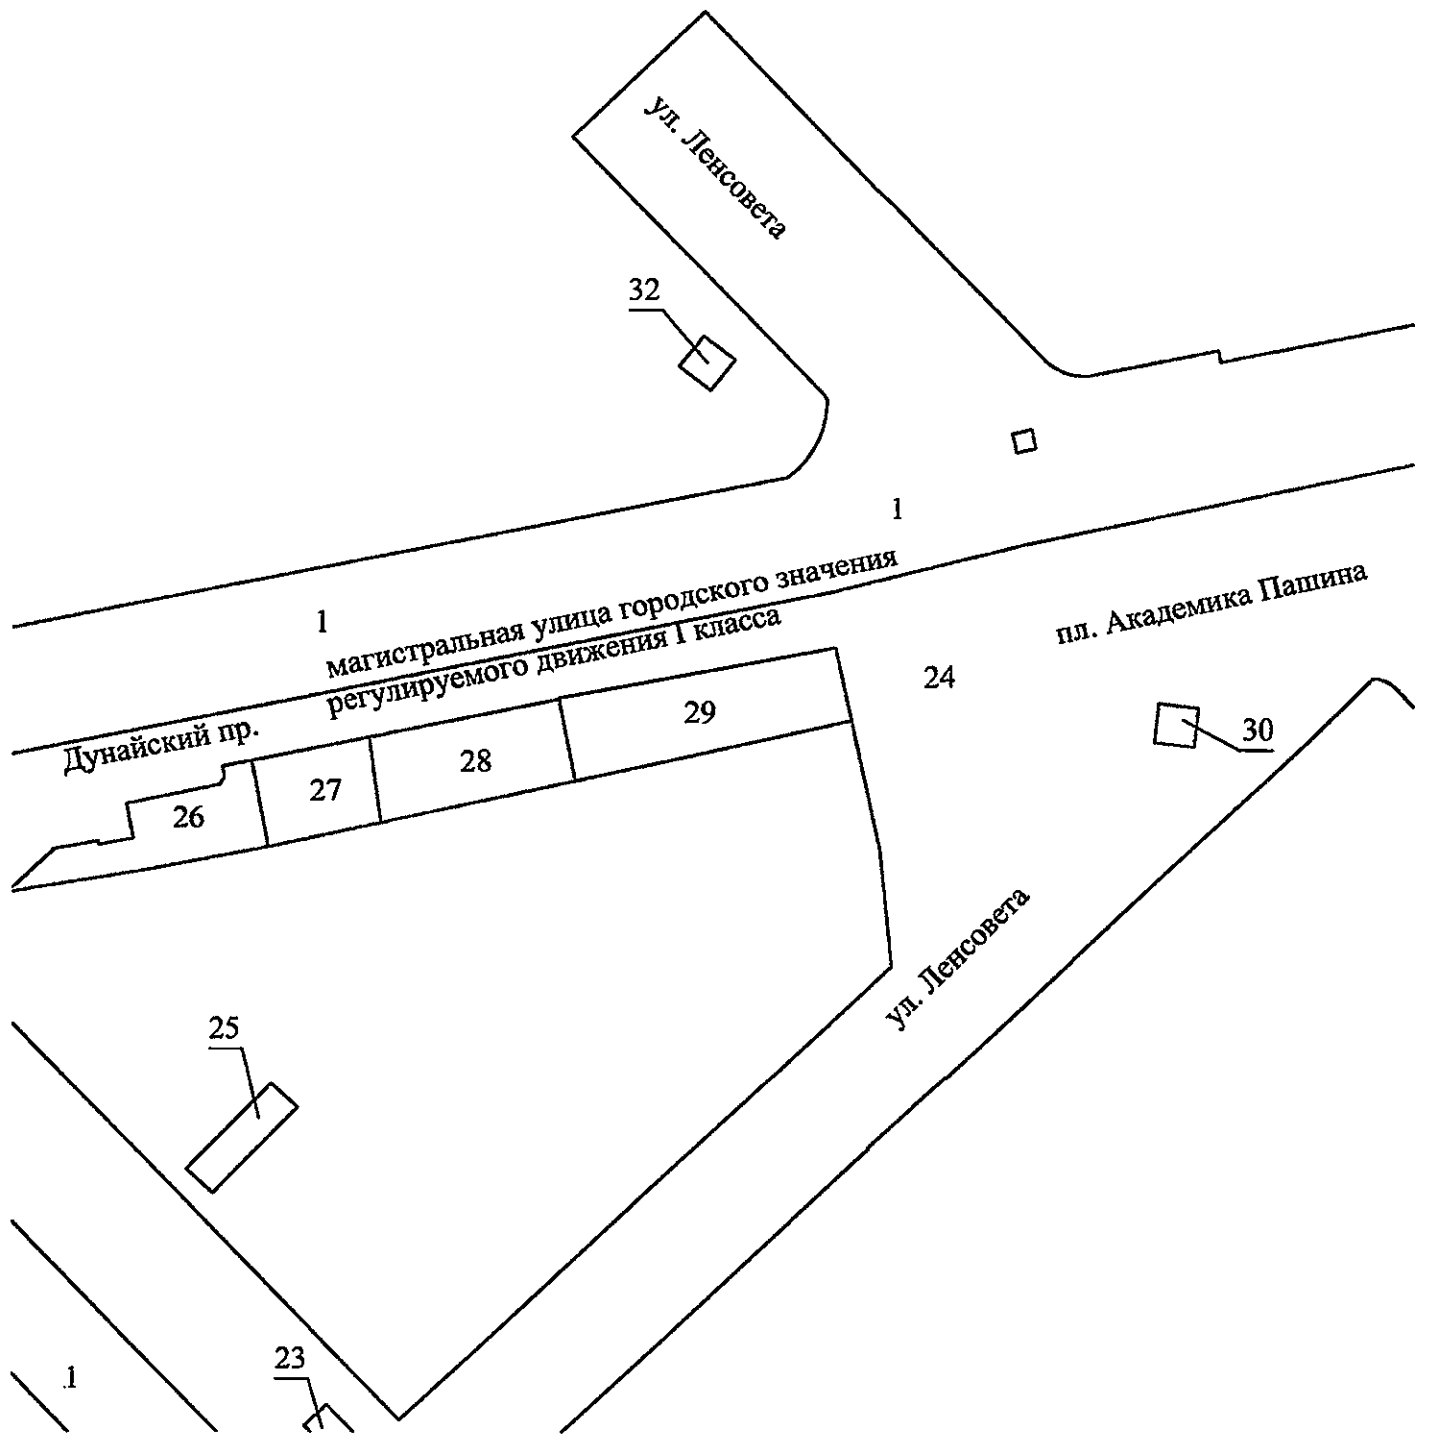 ул. Ленсовета
32
1
1
магистральная улица городского значения
регулируемого движения I класса
Дунайский пр.
пл. Академика Пашина
24
29
30
28
27
26
ул. Ленсовета
25
23
1